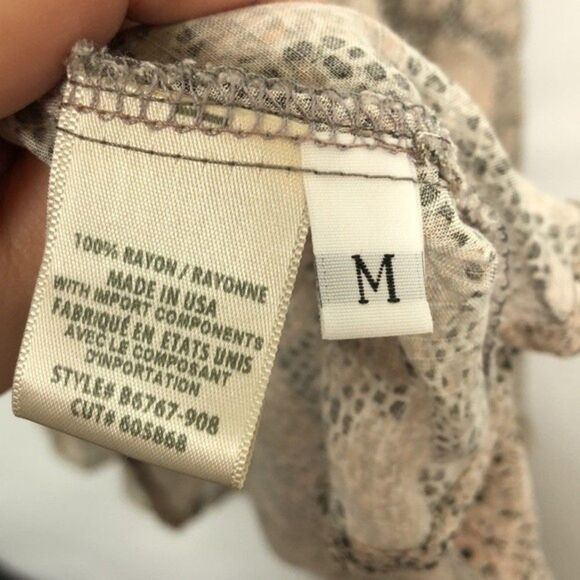 100% RAYON / RAYONNE
MADE IN USA
WITH IMPORT COMPONENTS
FABRIQUÉ EN ETATS UNIS
AVEC LE COMPOSANT
D'IMPORTATION
STYLE# B6767-908
CUT# 605868
M